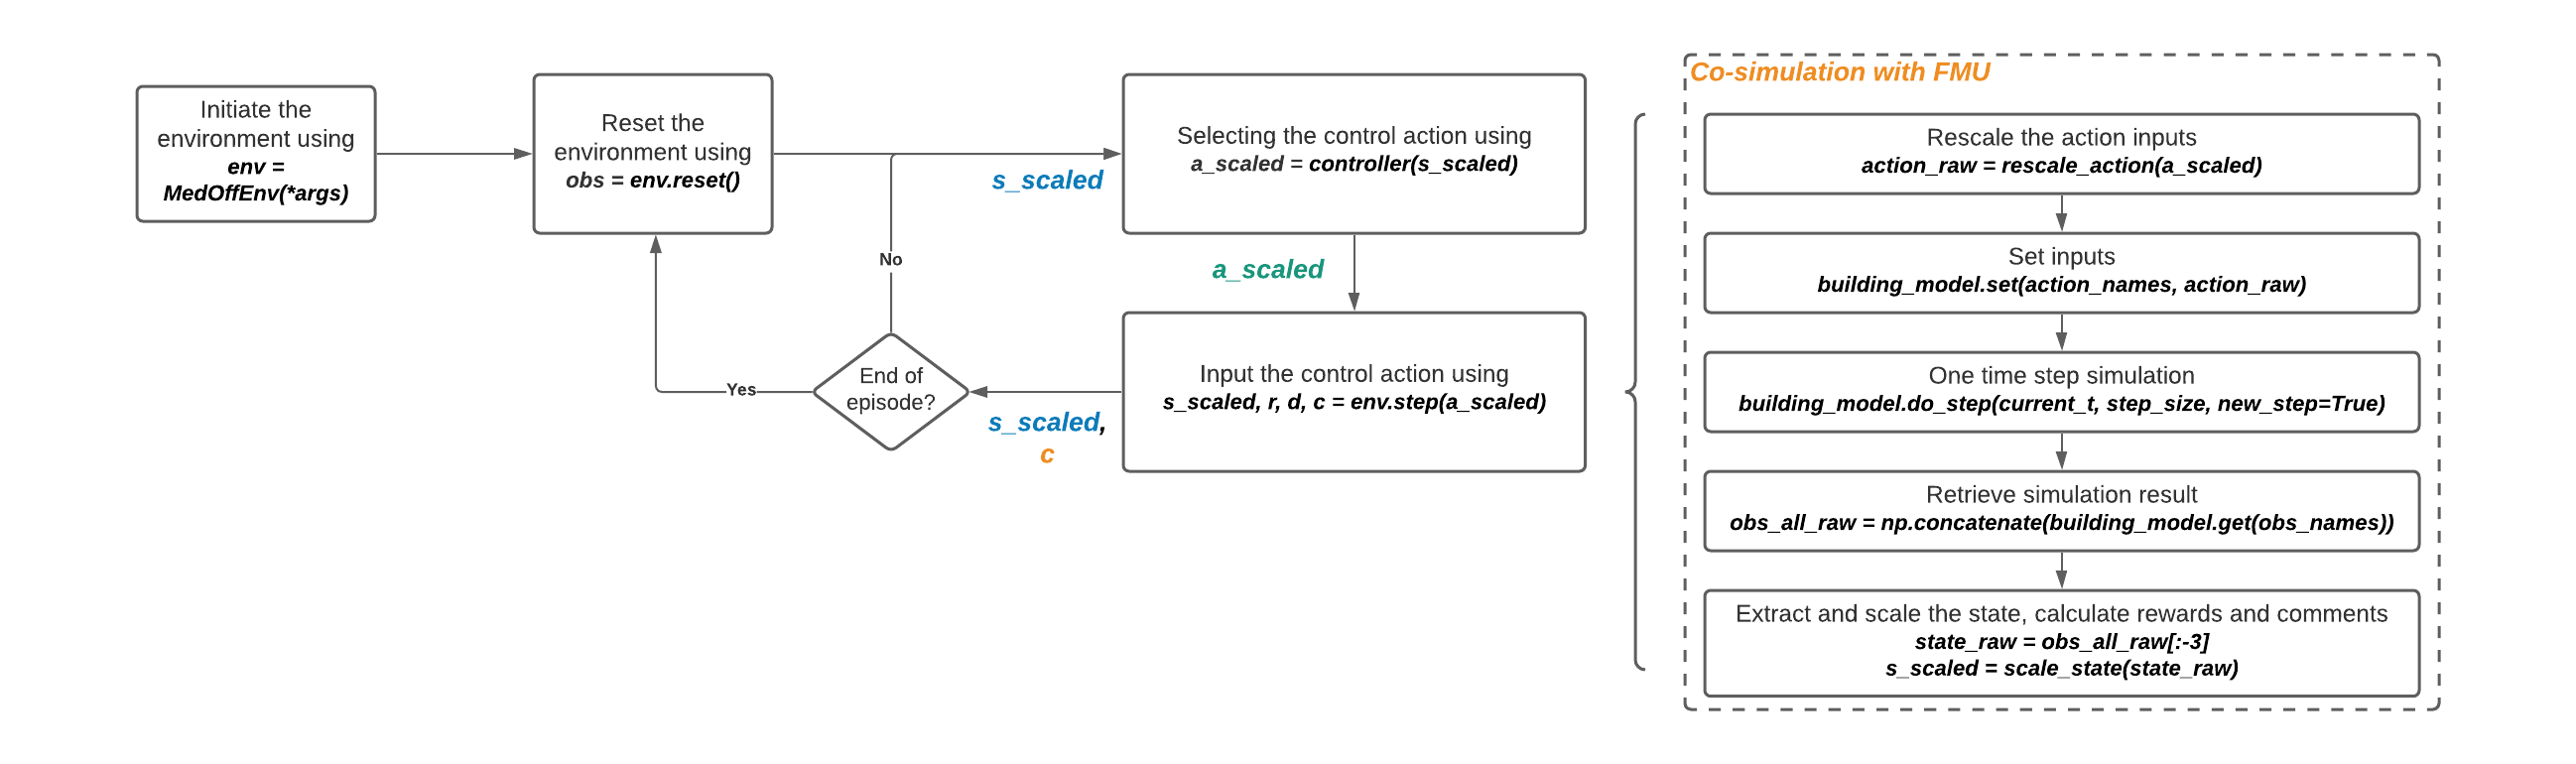 Initiate the
environment using
env =
MedOffEnv(*args)
Reset the
environment using
obs = env.reset()
s_scaled
Selecting the control action using
a_scaled = controller(s_scaled)
a_scaled
Input the control action using
s_scaled, r, d, c = env.step(a_scaled)
s_scaled,
c
End of
episode?
No
Yes
Co-simulation with FMU
Rescale the action inputs
action_raw = rescale_action(a_scaled)
Set inputs
building_model.set(action_names, action_raw)
One time step simulation
building_model.do_step(current_t, step_size, new_step=True)
Retrieve simulation result
obs_all_raw = np.concatenate(building_model.get(obs_names))
Extract and scale the state, calculate rewards and comments
state_raw = obs_all_raw[:-3]
s_scaled = scale_state(state_raw)